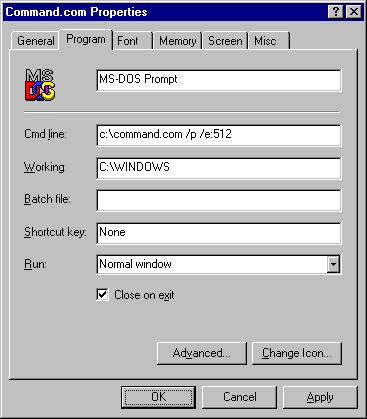 Command.com Properties
General Program Font Memory Screen Misc
MS DOS
MS-DOS Prompt
Cmd line: c:\command.com /p /e:512
Working: C:\WINDOWS
Batch file:
Shortcut key: None
Run: Normal window
Close on exit
Advanced... Change Icon...
OK Cancel Apply